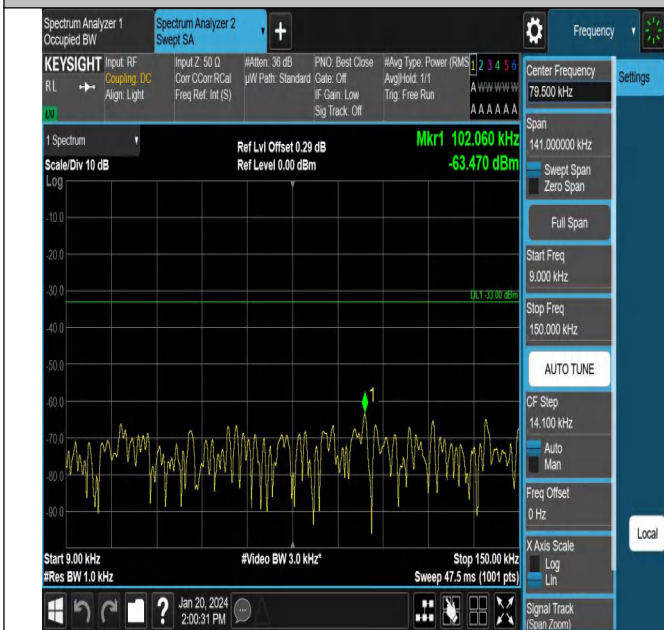 Spectrum Analyzer 1
Occupied BW
Spectrum Analyzer 2
Swept SA
Frequency
KEYSIGHT
RL
Input: RF
Coupling: DC
Align: Light
Input Z: 50 Ω
Corr CCorr RCal
Freq Ref: Int (S)
#Atten: 36 dB
µW Path: Standard
PNO: Best Close
Gate: Off
IF Gain: Low
Sig Track: Off
#Avg Type: Power (RMS
Avg|Hold: 1/1
Trig: Free Run
1 2 3 4 5 6
A W W W W W
A A A A A A
1 Spectrum
Scale/Div 10 dB
Ref Lvl Offset 0.29 dB
Ref Level 0.00 dBm
Mkr1 102.060 kHz
-63.470 dBm
Log
-10.0
-20.0
-30.0
DL1 -33.00 dBm
-40.0
-50.0
-60.0
1
-70.0
-80.0
-90.0
Start 9.00 kHz
#Res BW 1.0 kHz
#Video BW 3.0 kHz*
Stop 150.00 kHz
Sweep 47.5 ms (1001 pts)
Jan 20, 2024
2:00:31 PM
Center Frequency
79.500 kHz
Settings
Span
141.000000 kHz
Swept Span
Zero Span
Full Span
Start Freq
9.000 kHz
Stop Freq
150.000 kHz
AUTO TUNE
CF Step
14.100 kHz
Auto
Man
Freq Offset
0 Hz
Local
X Axis Scale
Log
Lin
Signal Track
(Span Zoom)